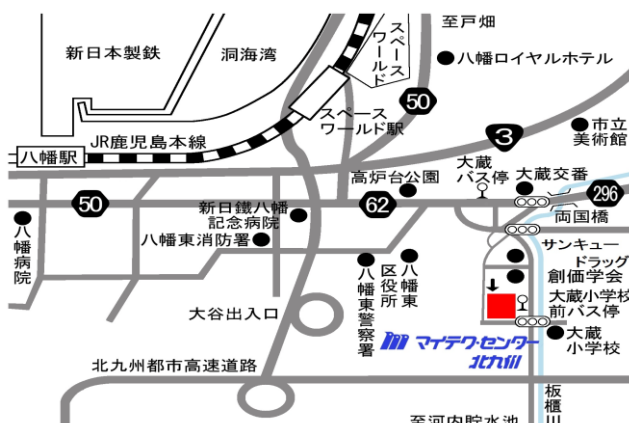 至戸畑
スペース
ワールド
新日本製鉄
洞海湾
八幡ロイヤルホテル
50
スペース
ワールド駅
3
市立
美術館
JR鹿児島本線
八幡駅
大蔵
バス停
高炉台公園
大蔵交番
296
50
新日鐵八幡
記念病院
62
両国橋
八幡病院
八幡東消防署
サンキュー
ドラッグ
八幡東
区役所
八幡東警察署
創価学会
大谷出入口
大蔵小学校
前バス停
マイテク・センター
北九州
大蔵
小学校
北九州都市高速道路
板櫃川
至河内貯水池